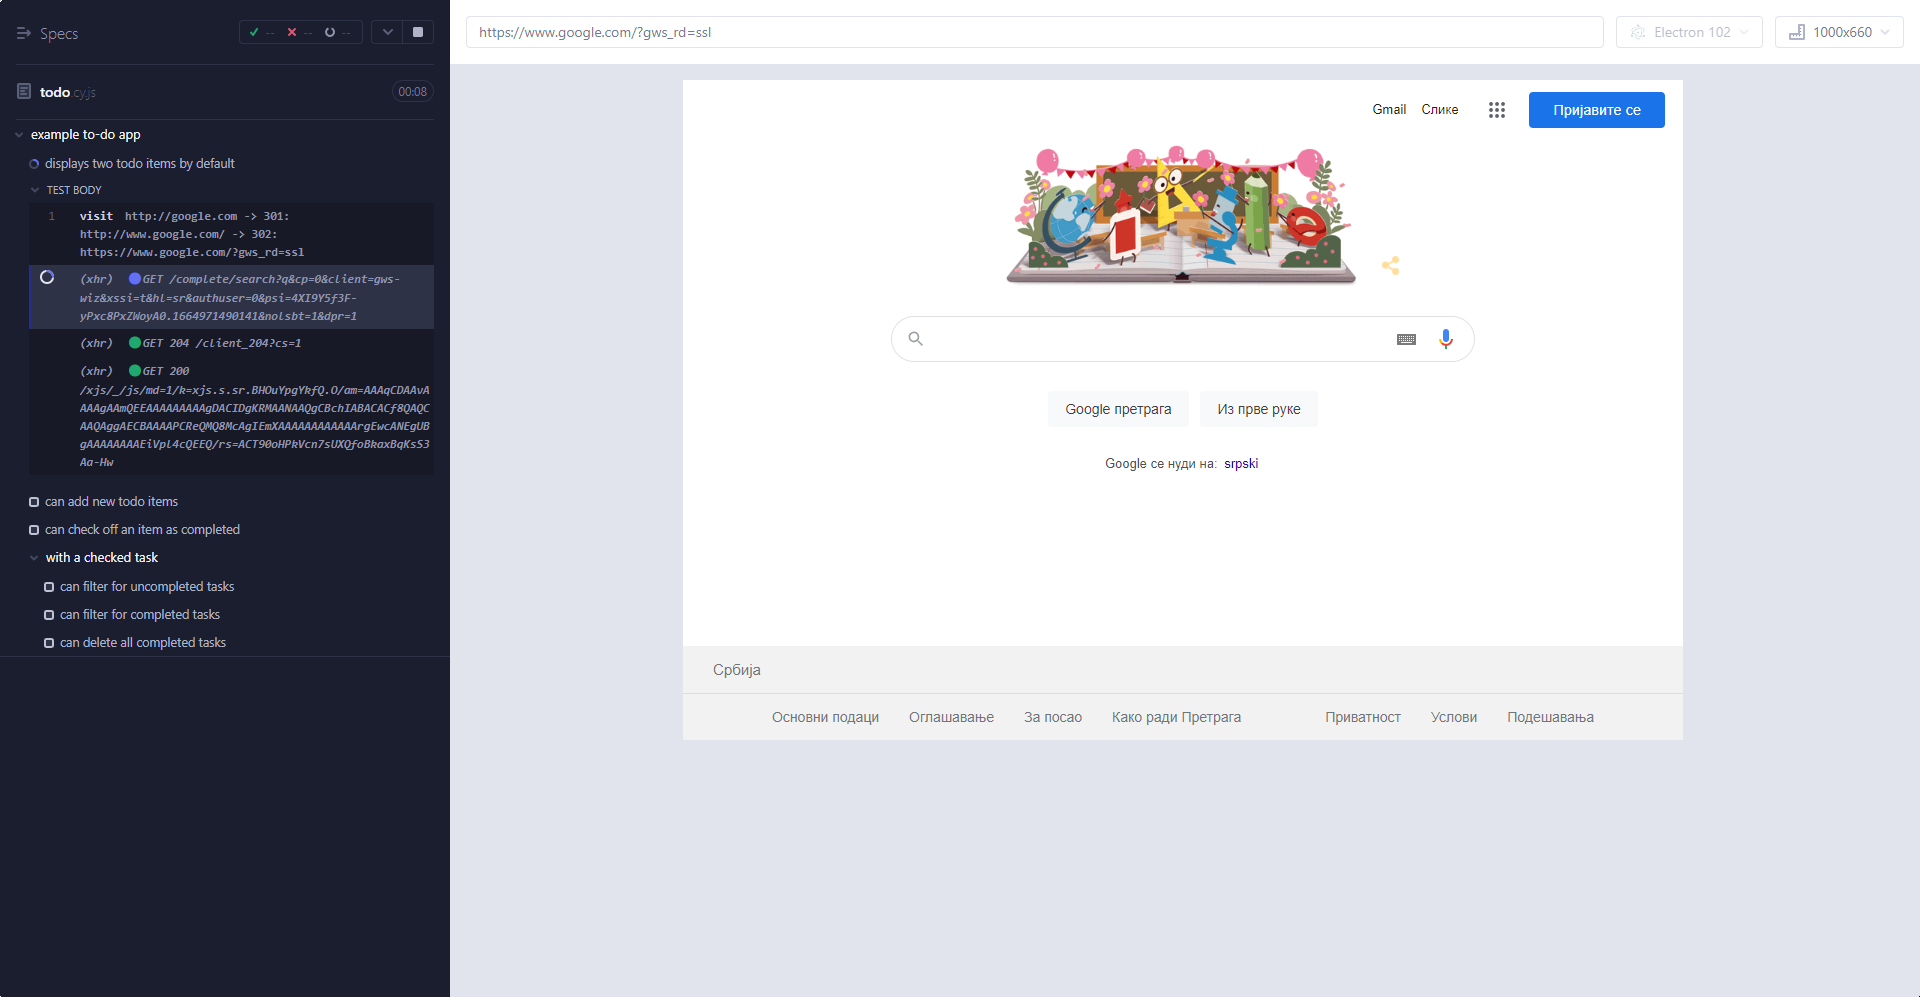 Specs
-- -- --
todo.cy.js
00:08
example to-do app
displays two todo items by default
TEST BODY
1 visit http://google.com -> 301:
http://www.google.com/ -> 302:
https://www.google.com/?gws_rd=ssl
(xhr) GET /complete/search?q&cp=0&client=gws-
wiz&xssi=t&hl=sr&authuser=0&psi=4XI9Y5f3F-
yPxc8PxZWoyA0.1664971490141&nolsbt=1&dpr=1
(xhr) GET 204 /client_204?cs=1
(xhr) GET 200
/xjs/_/js/md=1/k=xjs.s.sr.BHOuYpgYkfQ.O/am=AAAqCDAAvA
AAAgAAmQEEAAAAAAAAAgDACIDgKRMAANAAQgCBchIABACACf8QAQC
AAQAggAECBAAAAPCReQMQ8McAgIEmXAAAAAAAAAAAArgEwcANEgUB
gAAAAAAAAEiVpl4cQEEQ/rs=ACT90oHPkVcn7sUXQfoBkaxBqKsS3
Aa-Hw
can add new todo items
can check off an item as completed
with a checked task
can filter for uncompleted tasks
can filter for completed tasks
can delete all completed tasks
https://www.google.com/?gws_rd=ssl
Electron 102
1000x660
Gmail Слике
Пријавите се
Google претрага
Из прве руке
Google се нуди на: srpski
Србија
Основни подаци Оглашавање За посао Како ради Претрага Приватност Услови Подешавања